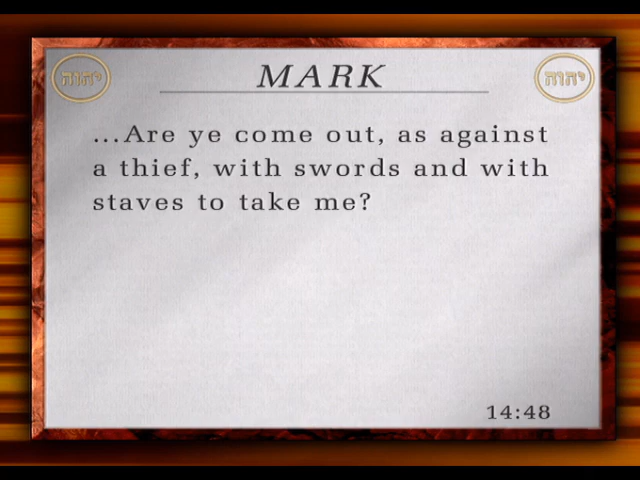 יהוה MARK יהוה
...Are ye come out, as against
a thief, with swords and with
staves to take me?
14:48